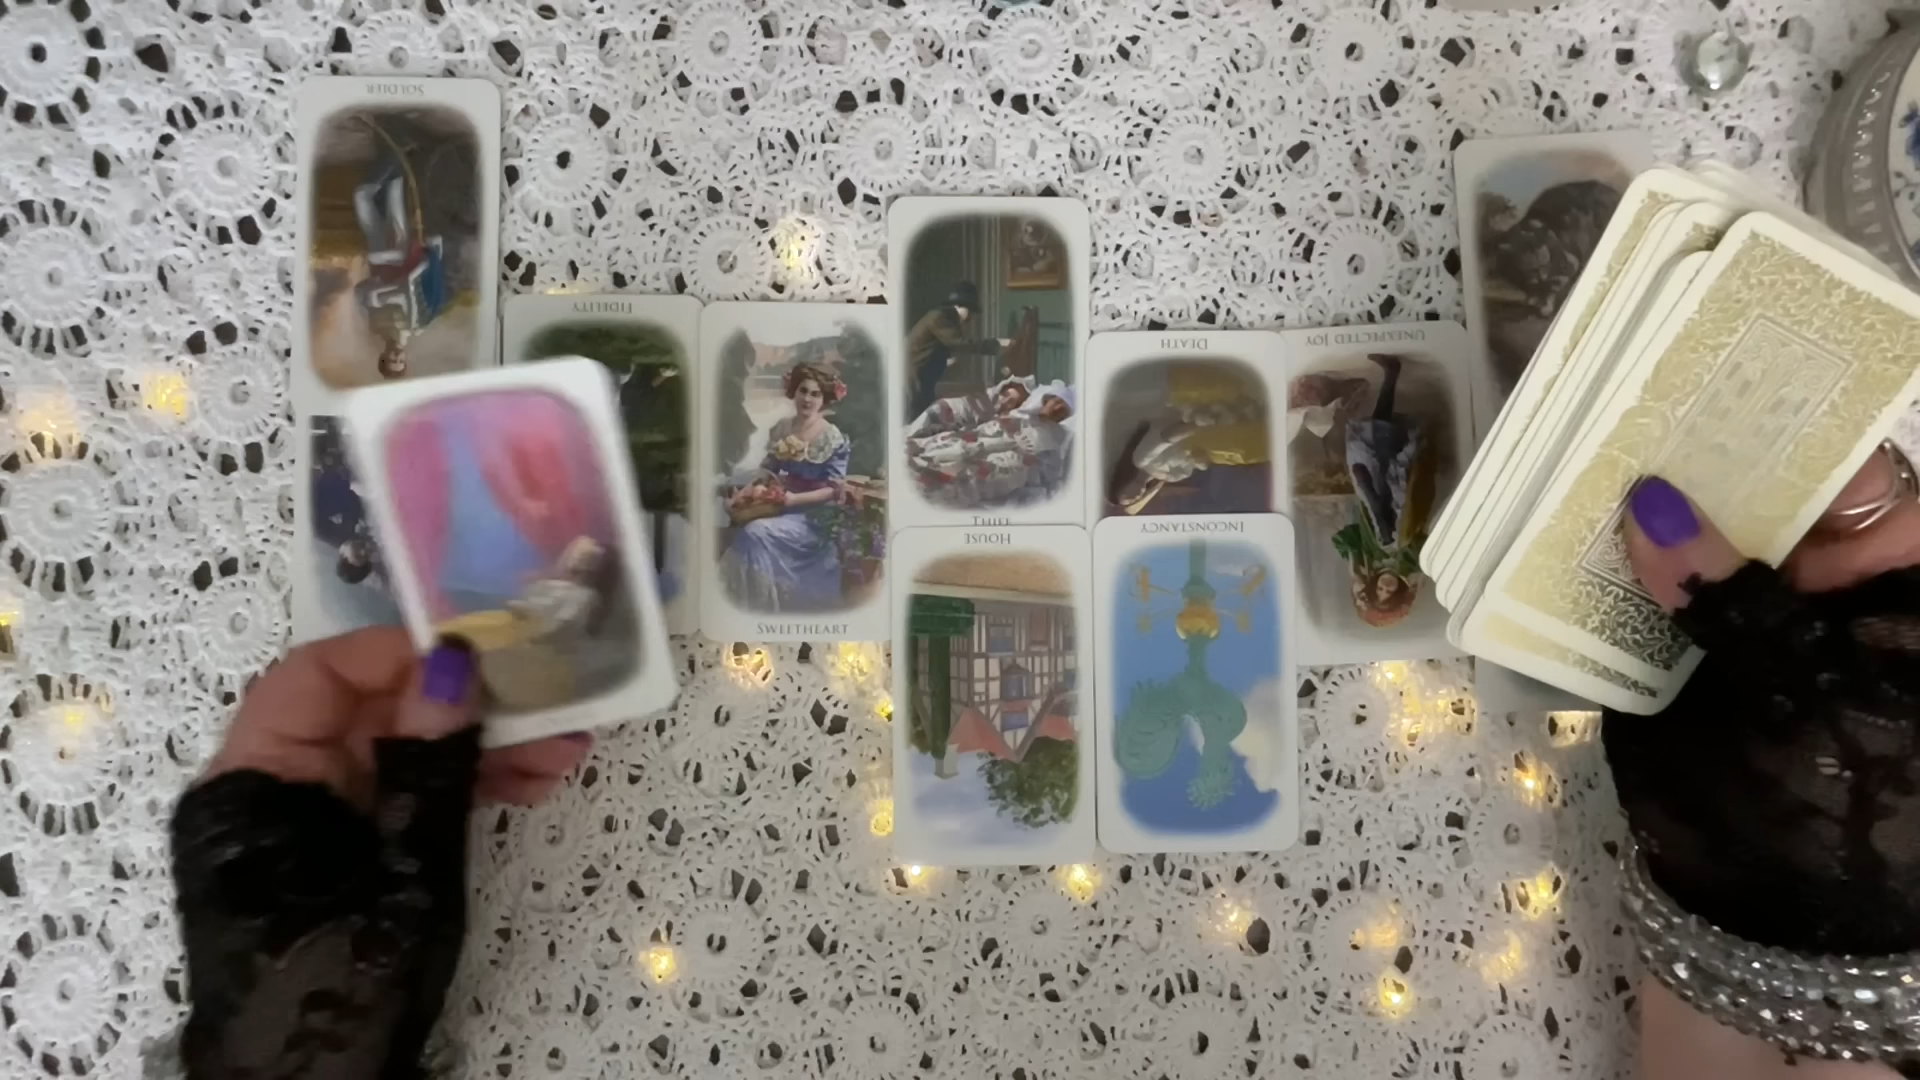 SOLDIER
FIDELITY
SWEETHEART
THIEF
HOUSE
DEATH
INCONSTANCY
UNEXPECTED JOY